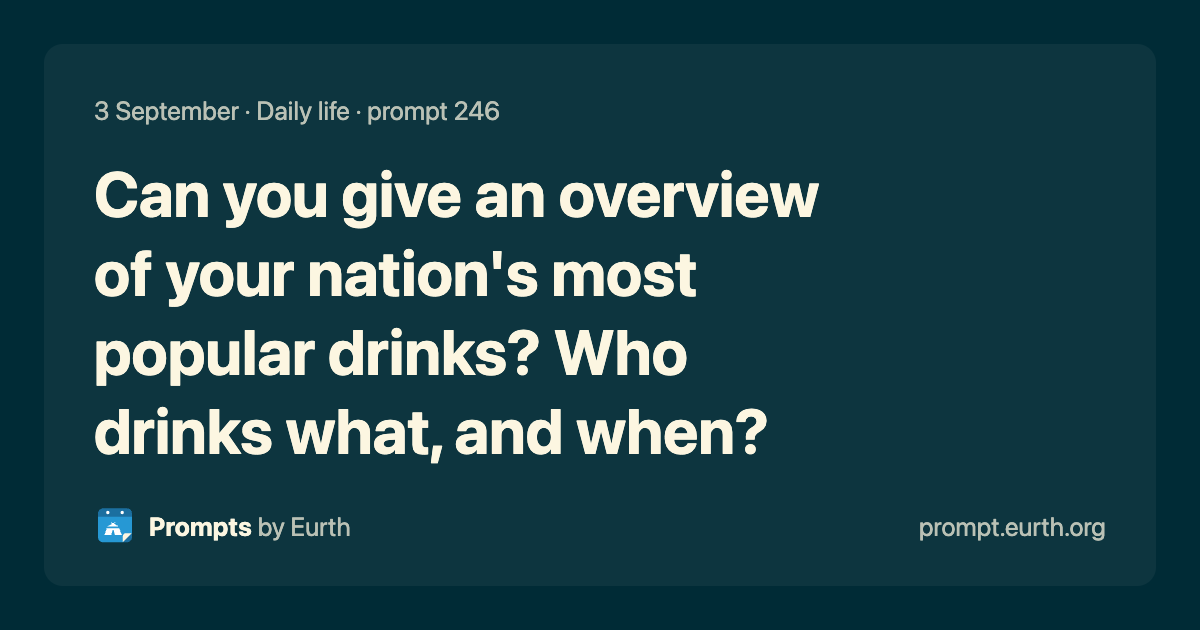 3 September · Daily life · prompt 246
Can you give an overview
of your nation's most
popular drinks? Who
drinks what, and when?
Prompts by Eurth
prompt.eurth.org